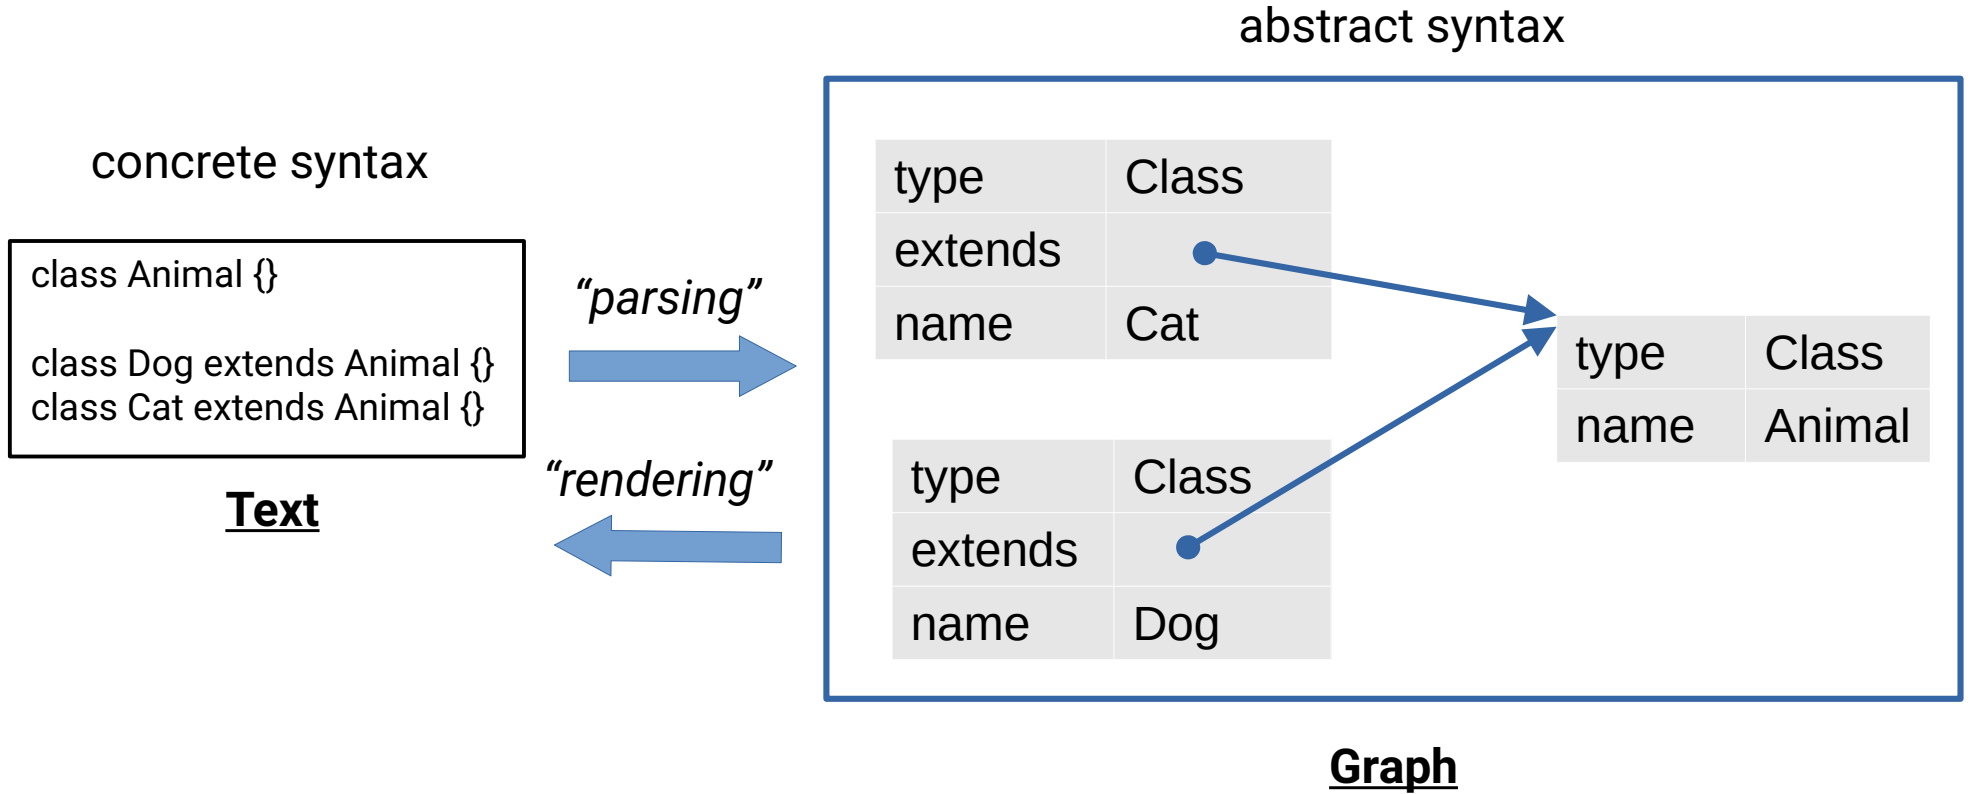 abstract syntax
concrete syntax
class Animal {}
class Dog extends Animal {}
class Cat extends Animal {}
Text
“parsing”
“rendering”
type Class
extends
name Cat
type Class
extends
name Dog
type Class
name Animal
Graph